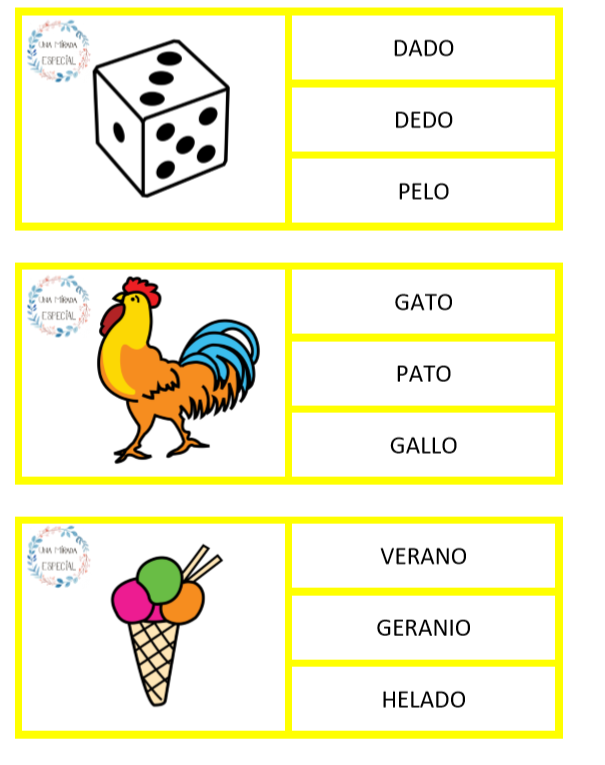 UNA MIRADA
ESPECIAL
DADO
DEDO
PELO
UNA MIRADA
ESPECIAL
GATO
PATO
GALLO
UNA MIRADA
ESPECIAL
VERANO
GERANIO
HELADO